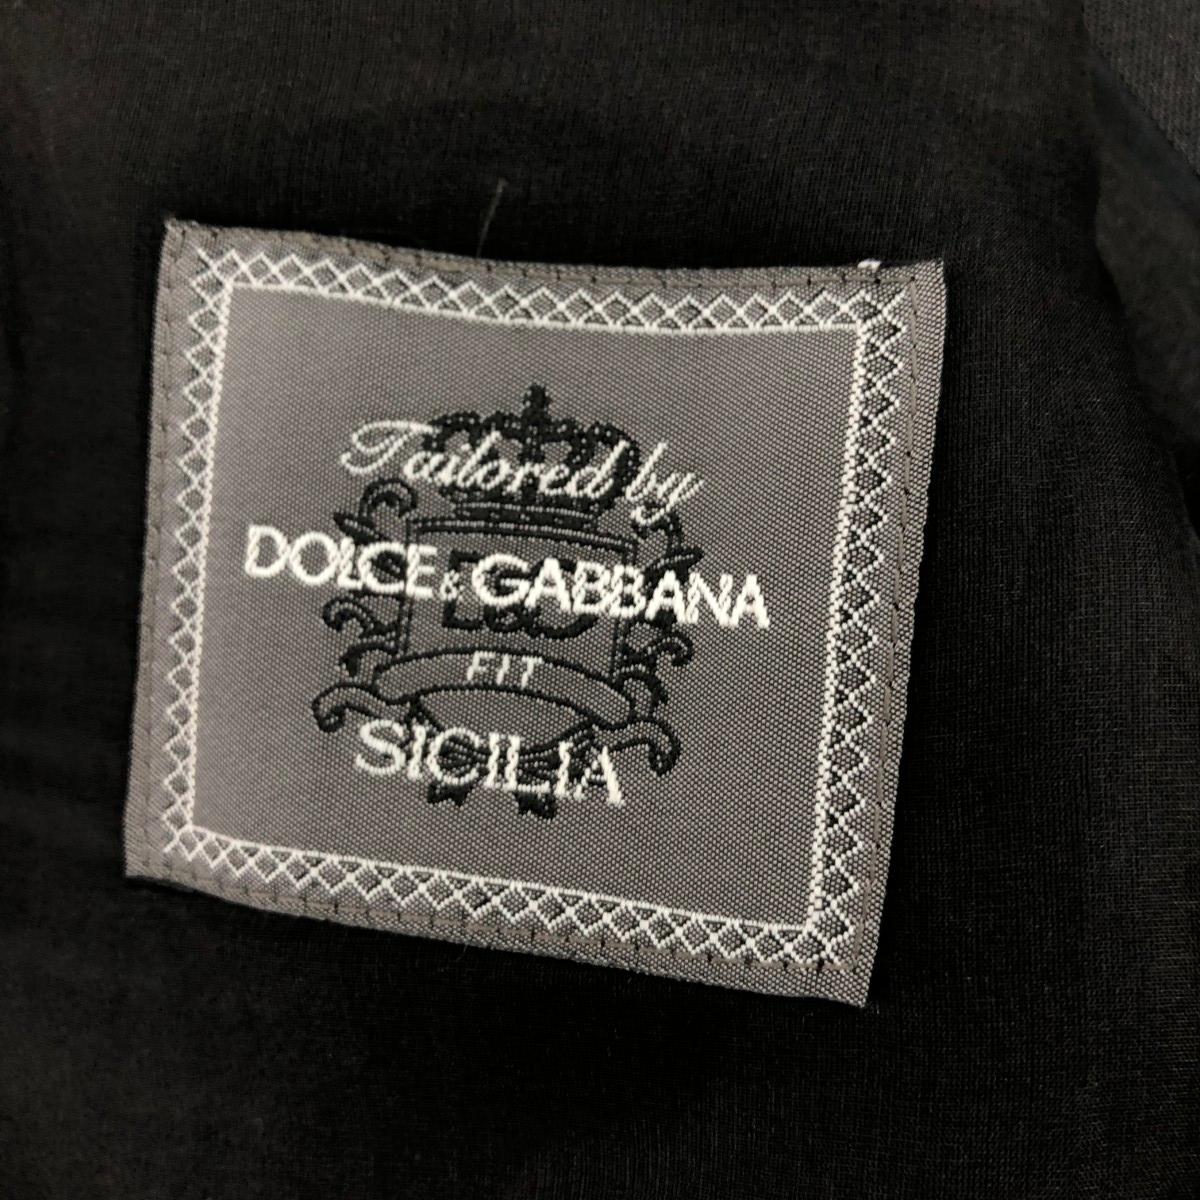 Tailored by
DOLCE & GABBANA
D&G
FIT
SICILIA